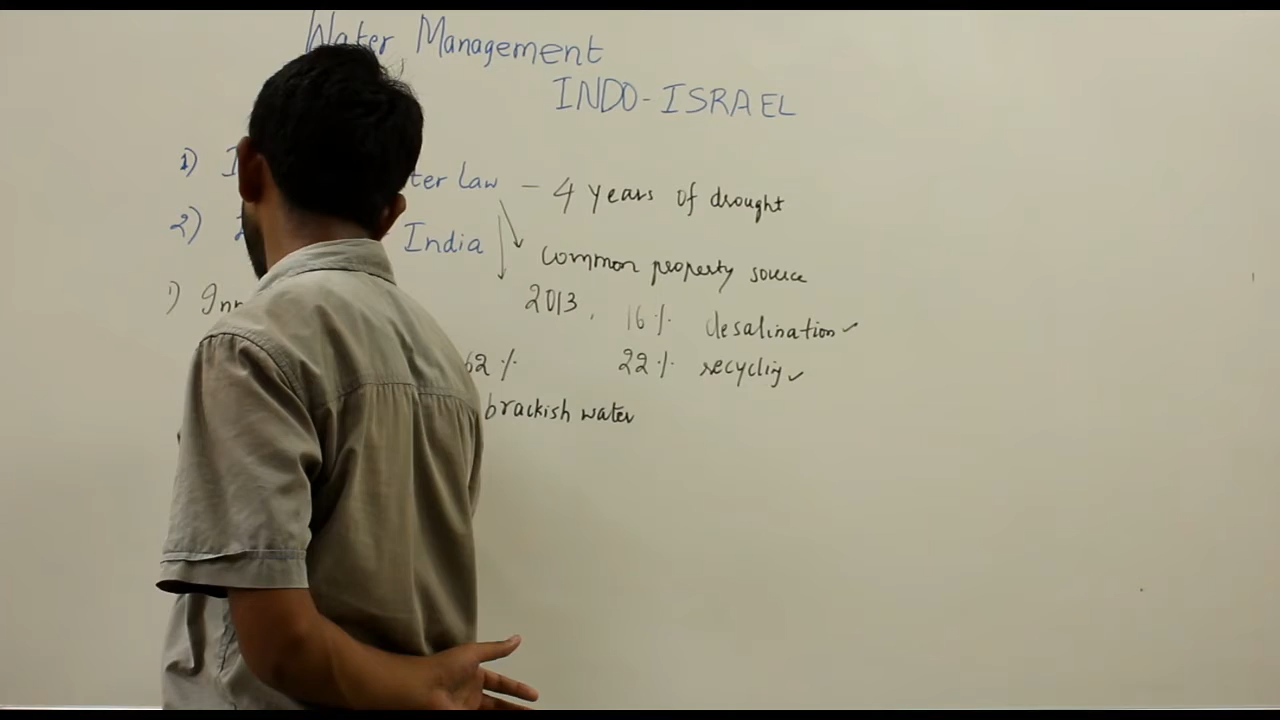 Water Management
INDO-ISRAEL
1) Law - 4 years of drought
2) India
common property source
1)
2013, 16% desalination ✓
62% 22% recycling ✓
brackish water